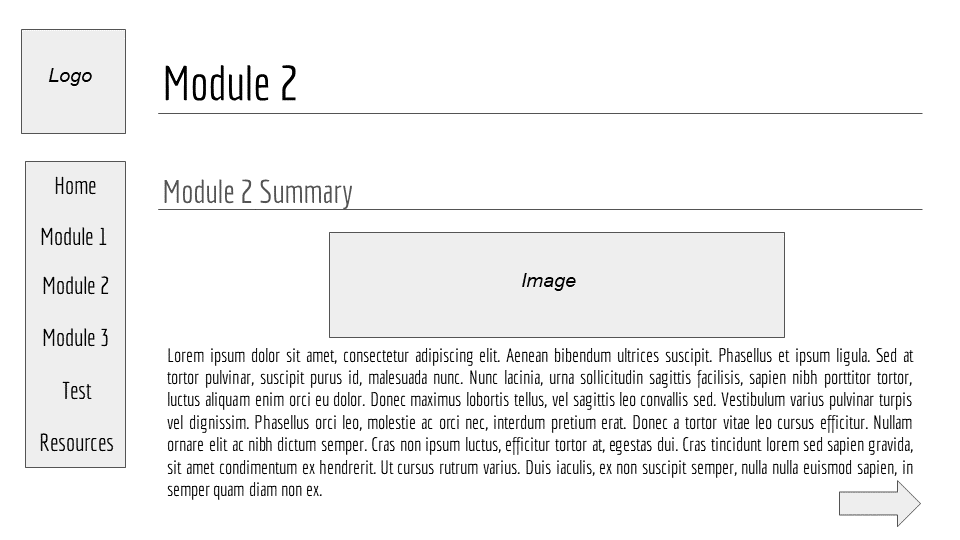 Logo
Module 2
Home
Module 1
Module 2
Module 3
Test
Resources
Module 2 Summary
Image
Lorem ipsum dolor sit amet, consectetur adipiscing elit. Aenean bibendum ultrices suscipit. Phasellus et ipsum ligula. Sed at
tortor pulvinar, suscipit purus id, malesuada nunc. Nunc lacinia, urna sollicitudin sagittis facilisis, sapien nibh porttitor tortor,
luctus aliquam enim orci eu dolor. Donec maximus lobortis tellus, vel sagittis leo convallis sed. Vestibulum varius pulvinar turpis
vel dignissim. Phasellus orci leo, molestie ac orci nec, interdum pretium erat. Donec a tortor vitae leo cursus efficitur. Nullam
ornare elit ac nibh dictum semper. Cras non ipsum luctus, efficitur tortor at, egestas dui. Cras tincidunt lorem sed sapien gravida,
sit amet condimentum ex hendrerit. Ut cursus rutrum varius. Duis iaculis, ex non suscipit semper, nulla nulla euismod sapien, in
semper quam diam non ex.